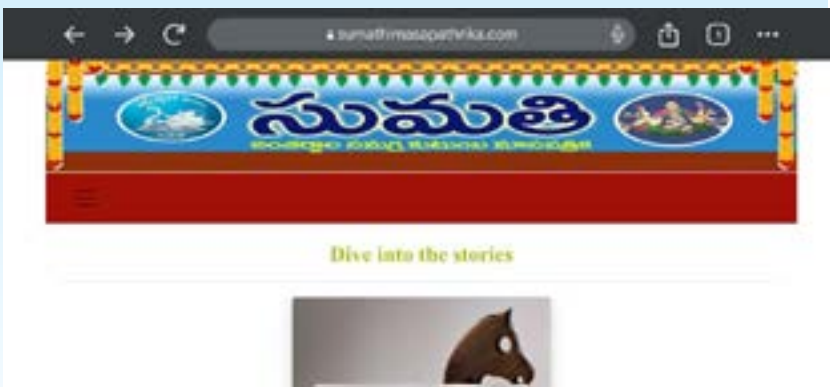 sumathimasapathrika.com
సుమతి
Dive into the stories